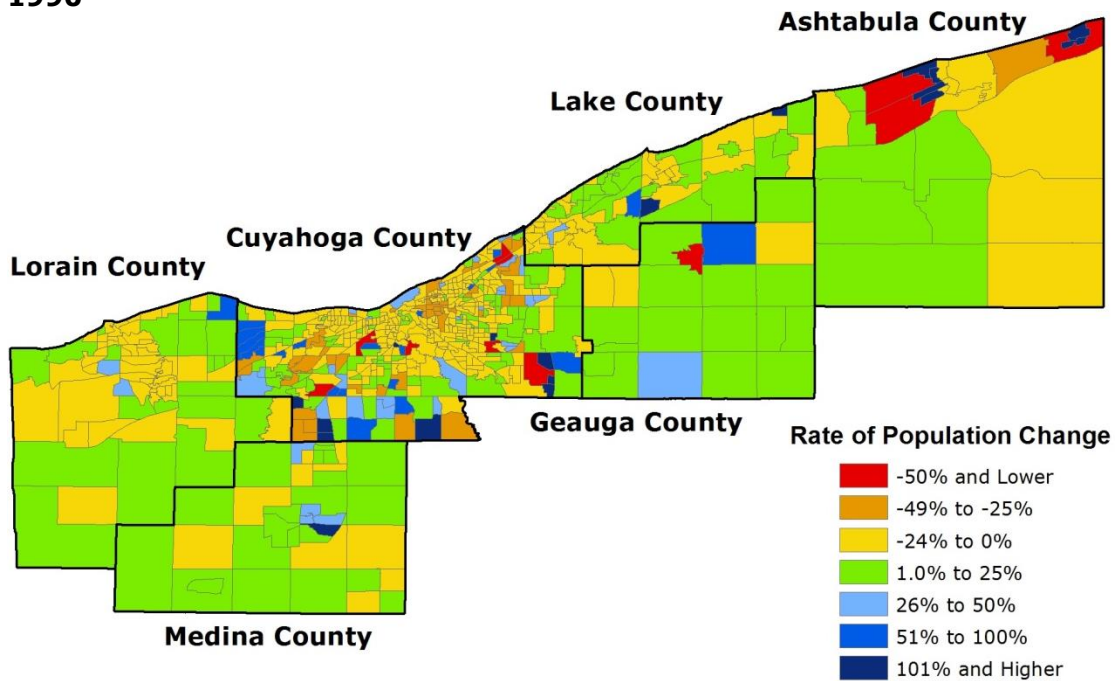 Ashtabula County
Lake County
Cuyahoga County
Lorain County
Geauga County
Medina County
Rate of Population Change
-50% and Lower
-49% to -25%
-24% to 0%
1.0% to 25%
26% to 50%
51% to 100%
101% and Higher